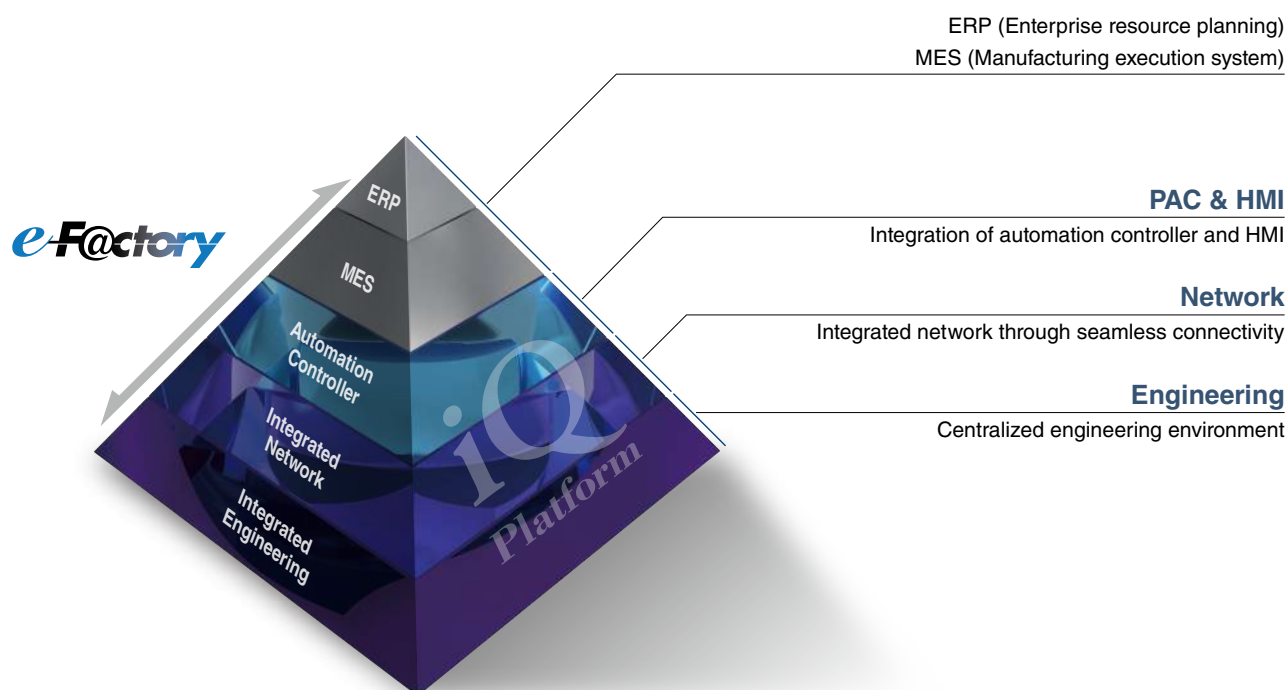 ERP (Enterprise resource planning)
MES (Manufacturing execution system)
PAC & HMI
Integration of automation controller and HMI
Network
Integrated network through seamless connectivity
Engineering
Centralized engineering environment
e-F@ctory
ERP
MES
Automation
Controller
Integrated
Network
Integrated
Engineering
iQ
Platform